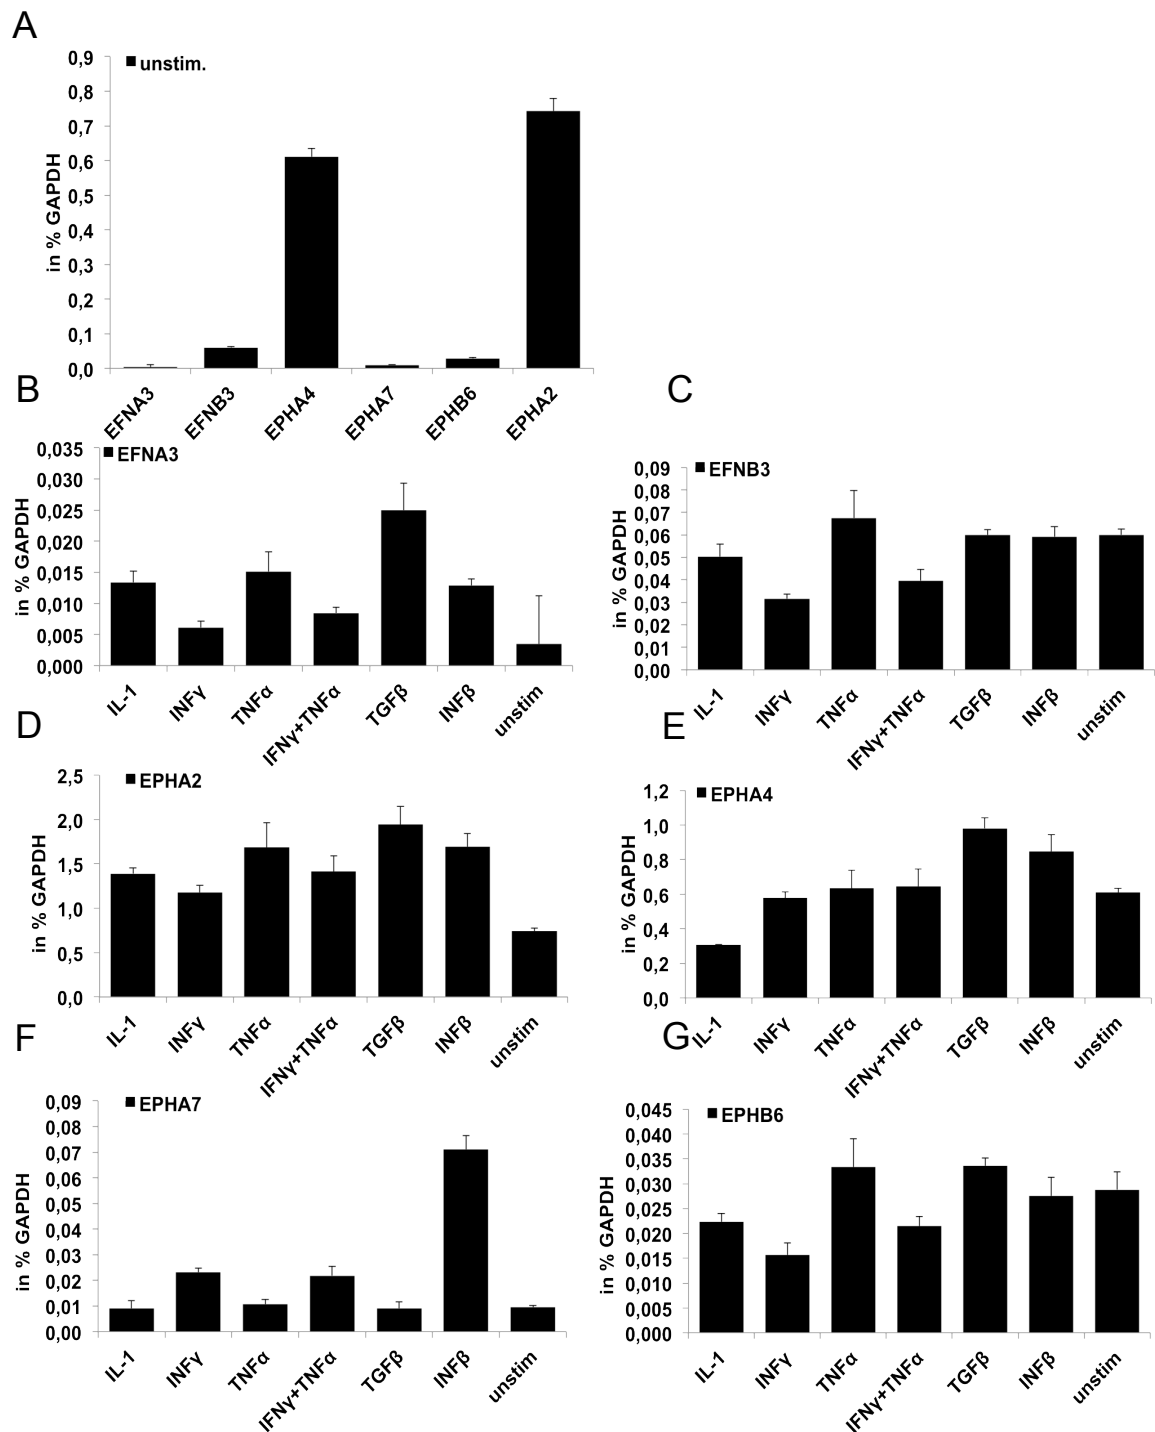 A
unstim.
in % GAPDH
0,9
0,8
0,7
0,6
0,5
0,4
0,3
0,2
0,1
0,0
EFNA3 EFNB3 EPHA4 EPHA7 EPHB6 EPHA2
B
EFNA3
in % GAPDH
0,035
0,030
0,025
0,020
0,015
0,010
0,005
0,000
IL-1 INFγ TNFα IFNγ+TNFα TGFβ INFβ unstim
C
EFNB3
in % GAPDH
0,09
0,08
0,07
0,06
0,05
0,04
0,03
0,02
0,01
0,00
IL-1 INFγ TNFα IFNγ+TNFα TGFβ INFβ unstim
D
EPHA2
in % GAPDH
2,5
2,0
1,5
1,0
0,5
0,0
IL-1 INFγ TNFα IFNγ+TNFα TGFβ INFβ unstim
E
EPHA4
in % GAPDH
1,2
1,0
0,8
0,6
0,4
0,2
0,0
IL-1 INFγ TNFα IFNγ+TNFα TGFβ INFβ unstim
F
EPHA7
in % GAPDH
0,09
0,08
0,07
0,06
0,05
0,04
0,03
0,02
0,01
0,00
IL-1 INFγ TNFα IFNγ+TNFα TGFβ INFβ unstim
G
EPHB6
in % GAPDH
0,045
0,040
0,035
0,030
0,025
0,020
0,015
0,010
0,005
0,000
IL-1 INFγ TNFα IFNγ+TNFα TGFβ INFβ unstim